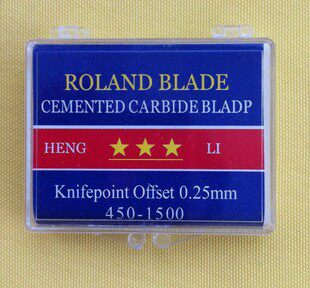 ROLAND BLADE
CEMENTED CARBIDE BLADP
HENG ★★★ LI
Knifepoint Offset 0.25mm
450-1500